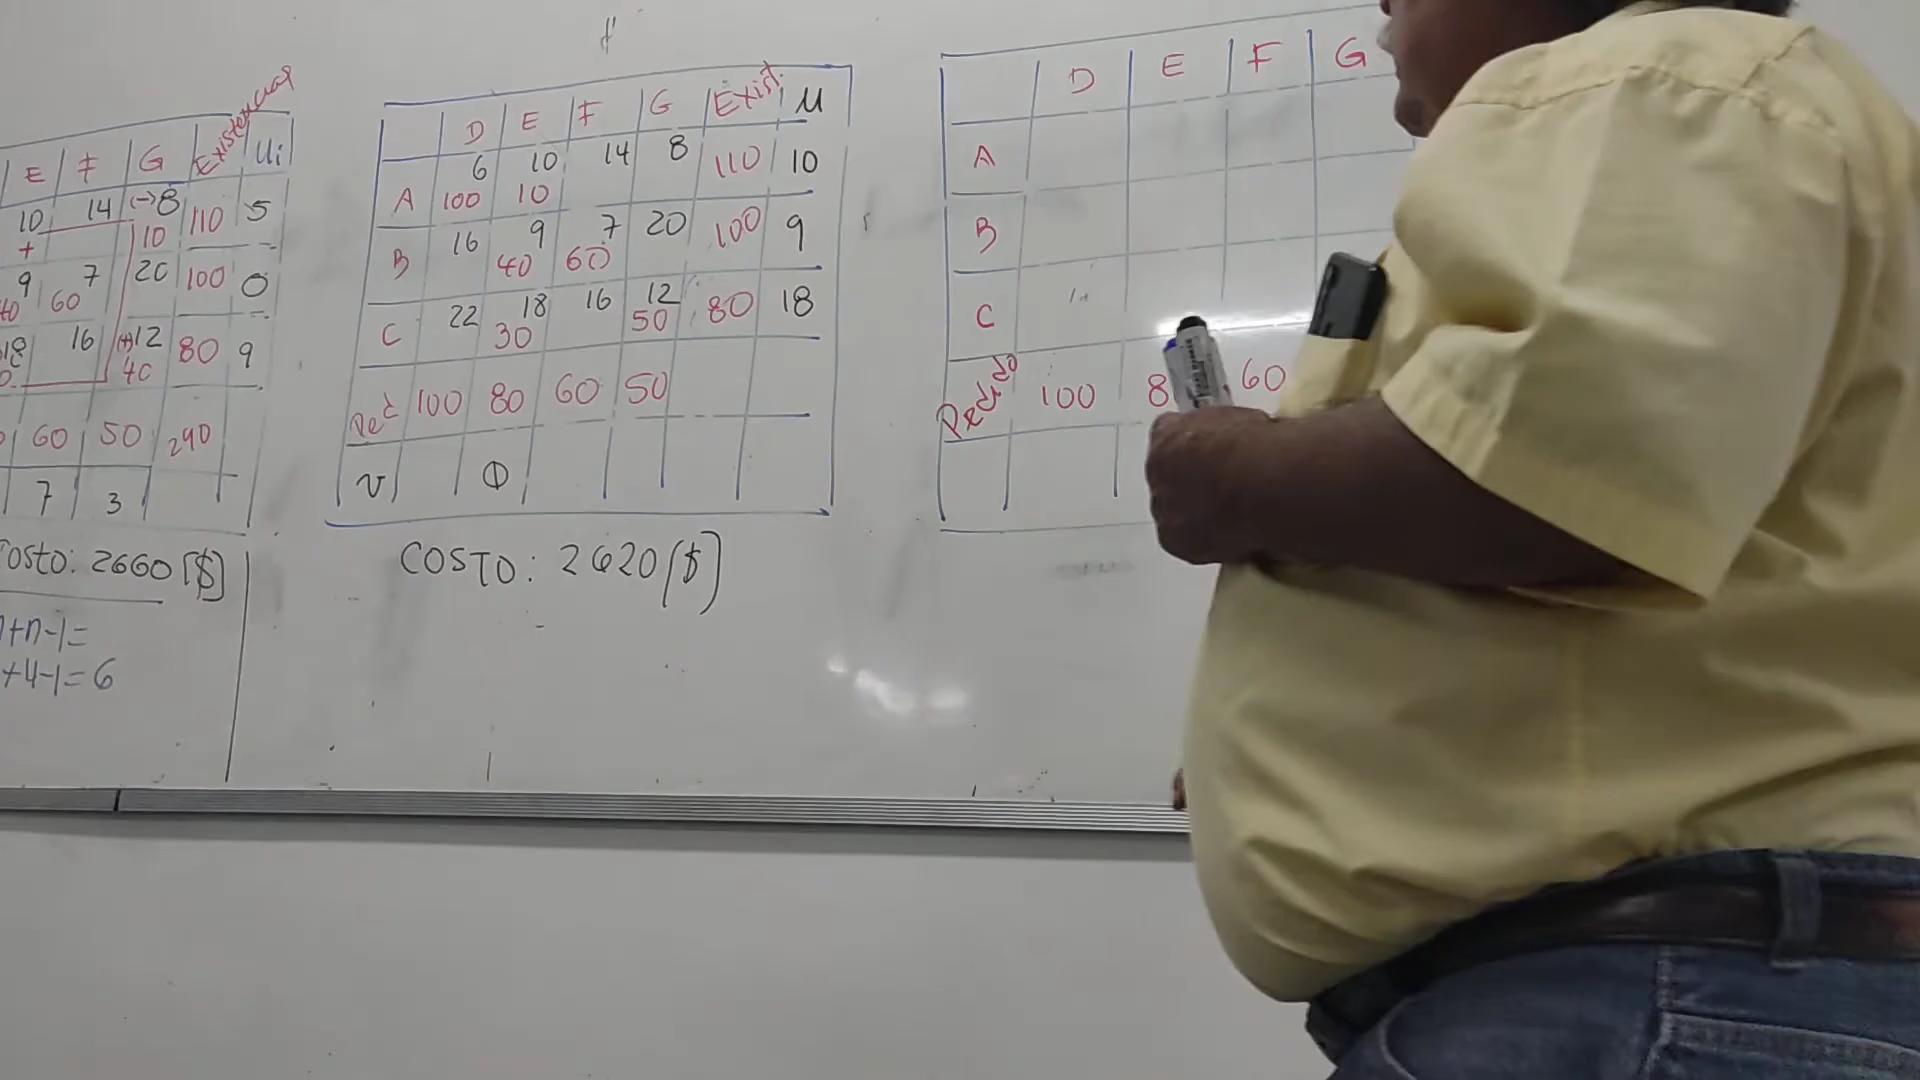 E F G Existencias Ui
10 14 (-)8 110 5
+ 10
9 7 20 100 0
40 60
18 16 (+)12 80 9
40
60 50 290
7 3
COSTO: 2660 [$]
+n-1=
+4-1=6
D E F G Exist. U
6 10 14 8 110 10
A 100 10
16 9 7 20 100 9
B 40 60
22 18 16 12 80 18
C 30 50
Ped 100 80 60 50
V 0
COSTO: 2620 [$]
D E F G
A
B
C
Pedido 100 8 60